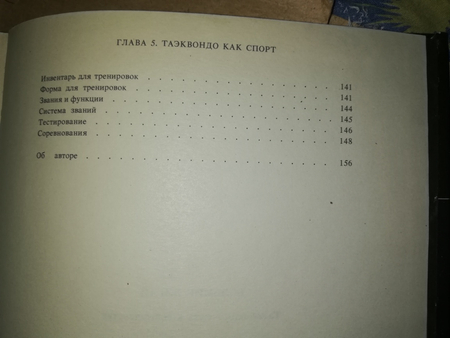 ГЛАВА 5. ТАЭКВОНДО КАК СПОРТ
Инвентарь для тренировок . . . . . . . . . . . . . . . 141
Форма для тренировок . . . . . . . . . . . . . . . . 141
Звания и функции . . . . . . . . . . . . . . . . . 144
Система званий . . . . . . . . . . . . . . . . . . 145
Тестирование . . . . . . . . . . . . . . . . . . 146
Соревнования . . . . . . . . . . . . . . . . . . 148
Об авторе . . . . . . . . . . . . . . . . . . . 156